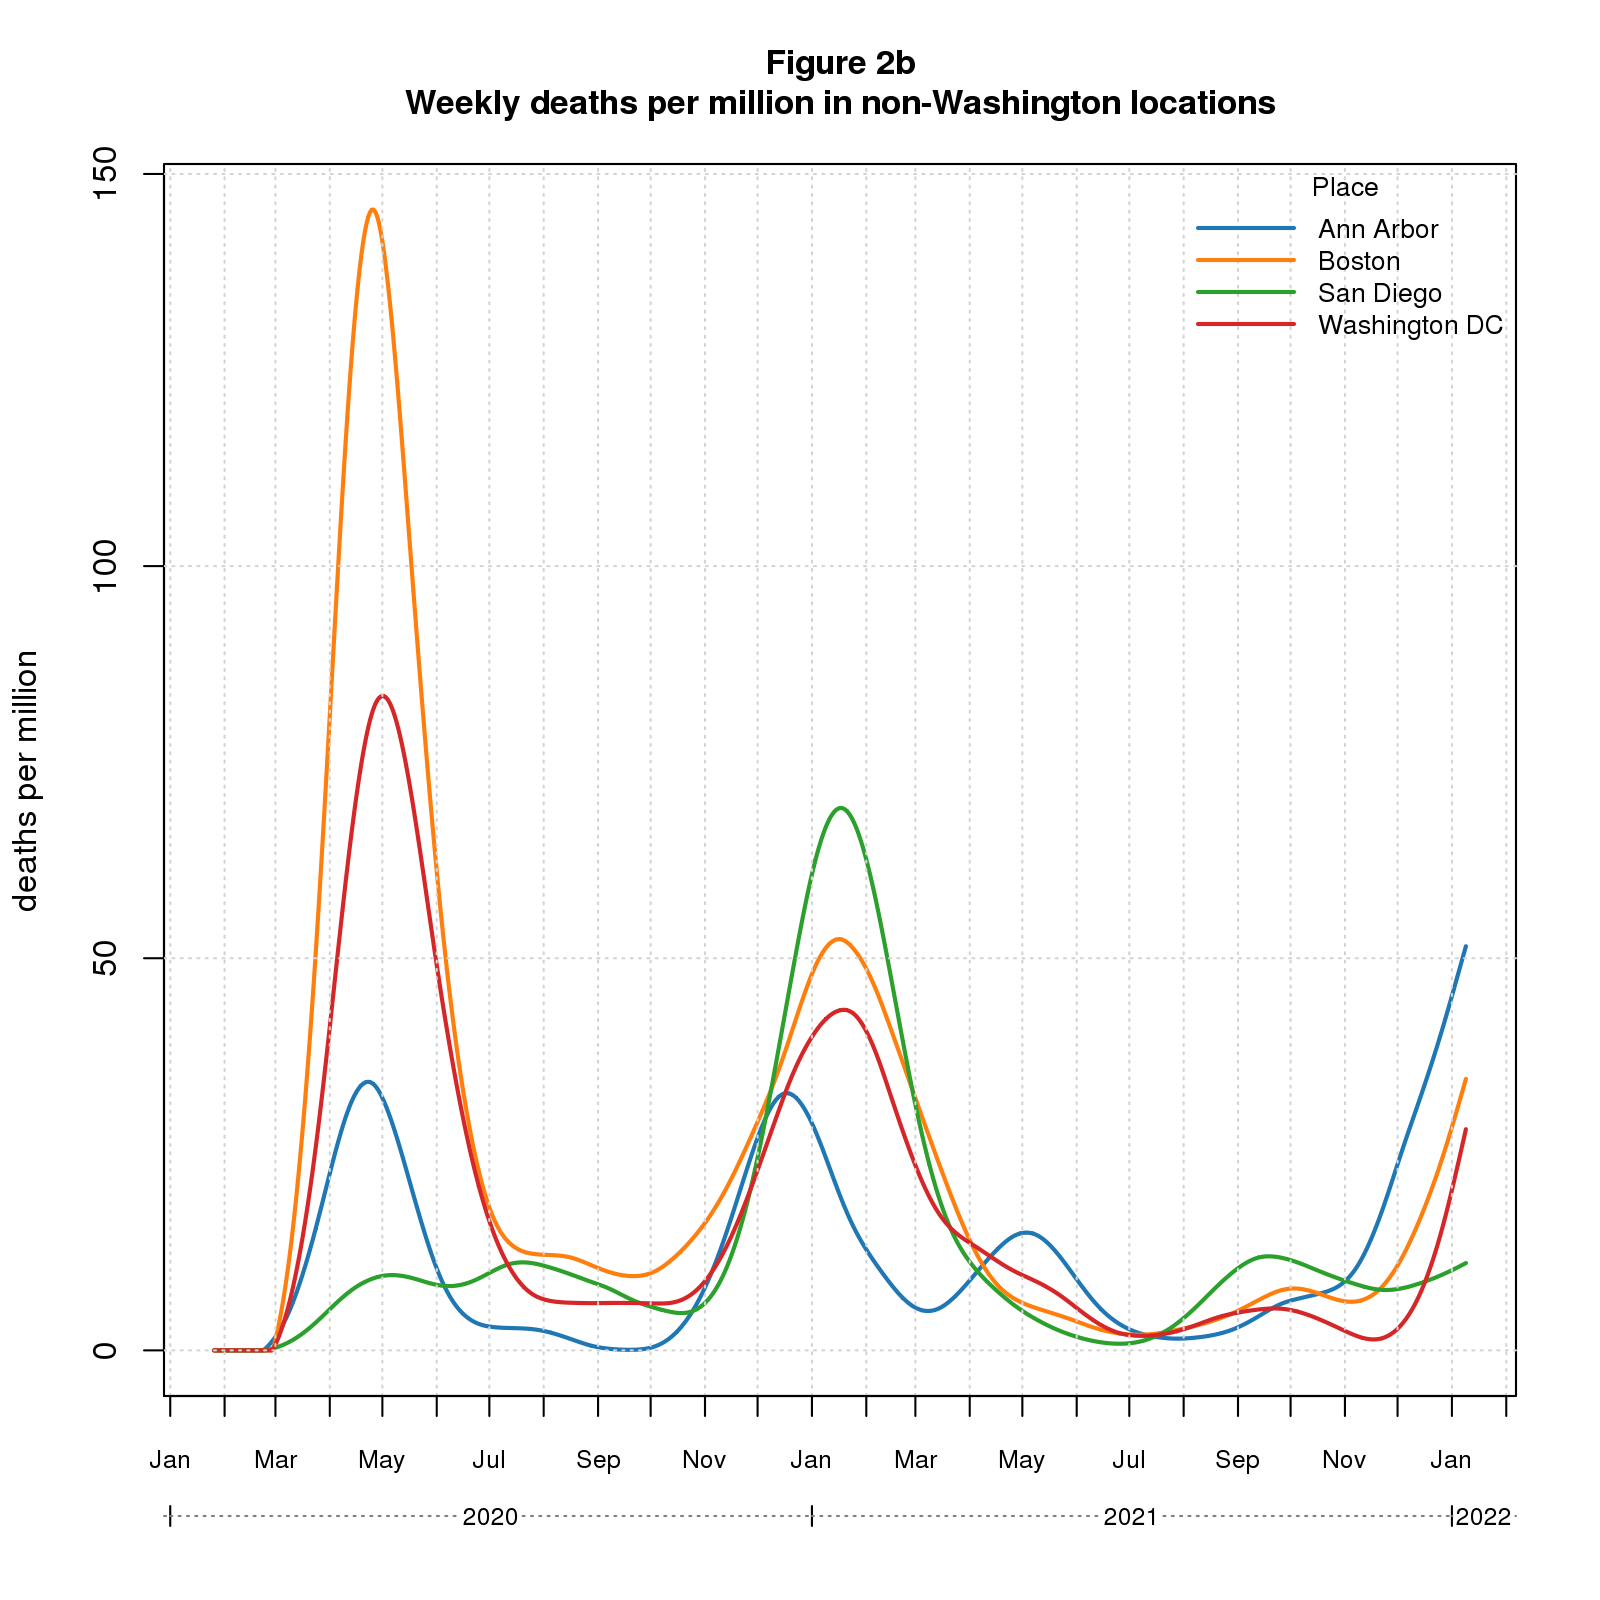 Figure 2b
Weekly deaths per million in non-Washington locations
150
100
50
0
deaths per million
Place
Ann Arbor
Boston
San Diego
Washington DC
Jan Mar May Jul Sep Nov Jan Mar May Jul Sep Nov Jan
2020 2021 2022